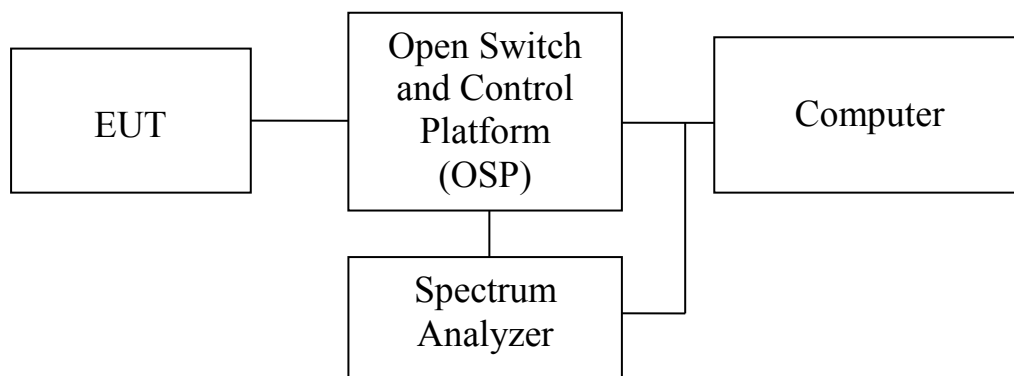 EUT
Open Switch
and Control
Platform
(OSP)
Computer
Spectrum
Analyzer